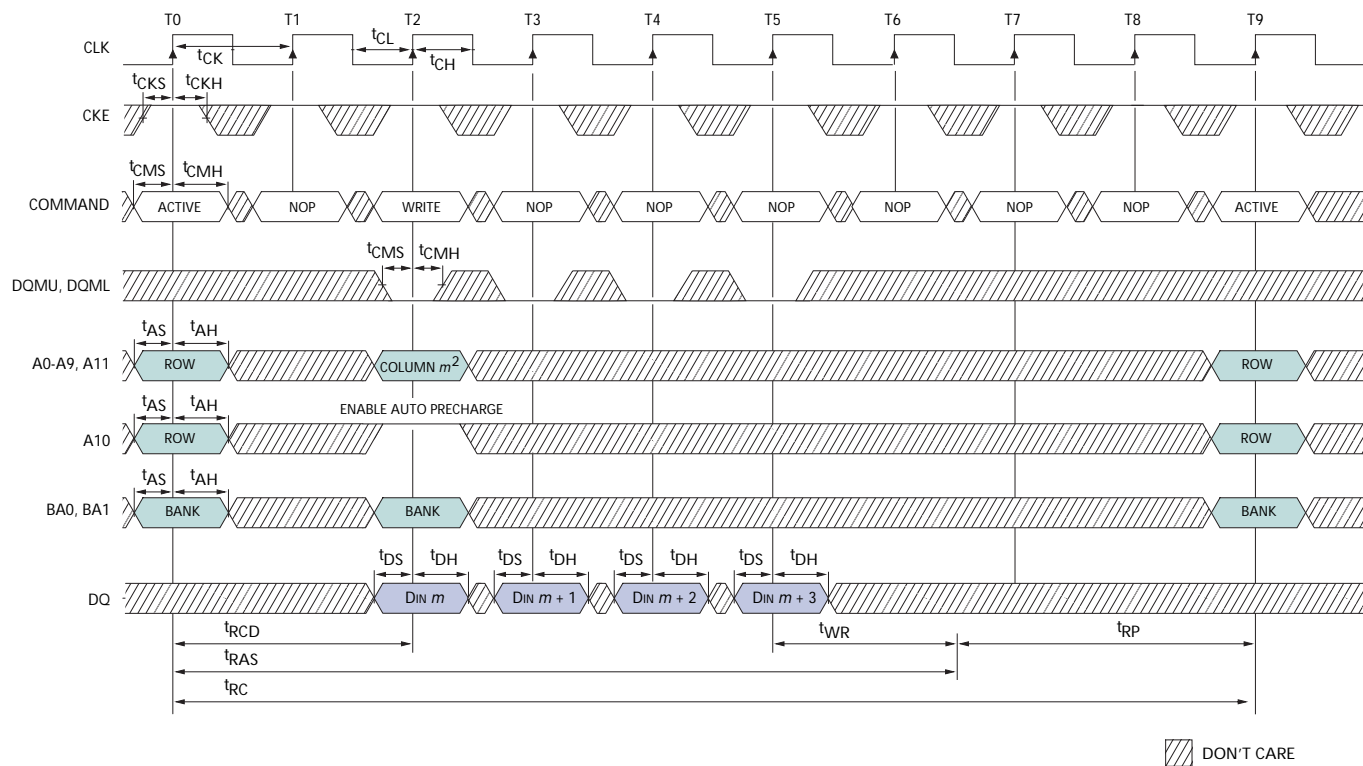 T0 T1 T2 T3 T4 T5 T6 T7 T8 T9
CLK
tCK
tCL
tCH
tCKS tCKH
CKE
tCMS tCMH
COMMAND ACTIVE NOP WRITE NOP NOP NOP NOP NOP NOP ACTIVE
tCMS tCMH
DQMU, DQML
tAS tAH
A0-A9, A11 ROW COLUMN m2 ROW
tAS tAH ENABLE AUTO PRECHARGE
A10 ROW ROW
tAS tAH
BA0, BA1 BANK BANK BANK
tDS tDH tDS tDH tDS tDH tDS tDH
DQ DIN m DIN m + 1 DIN m + 2 DIN m + 3
tRCD tWR tRP
tRAS
tRC
DON'T CARE